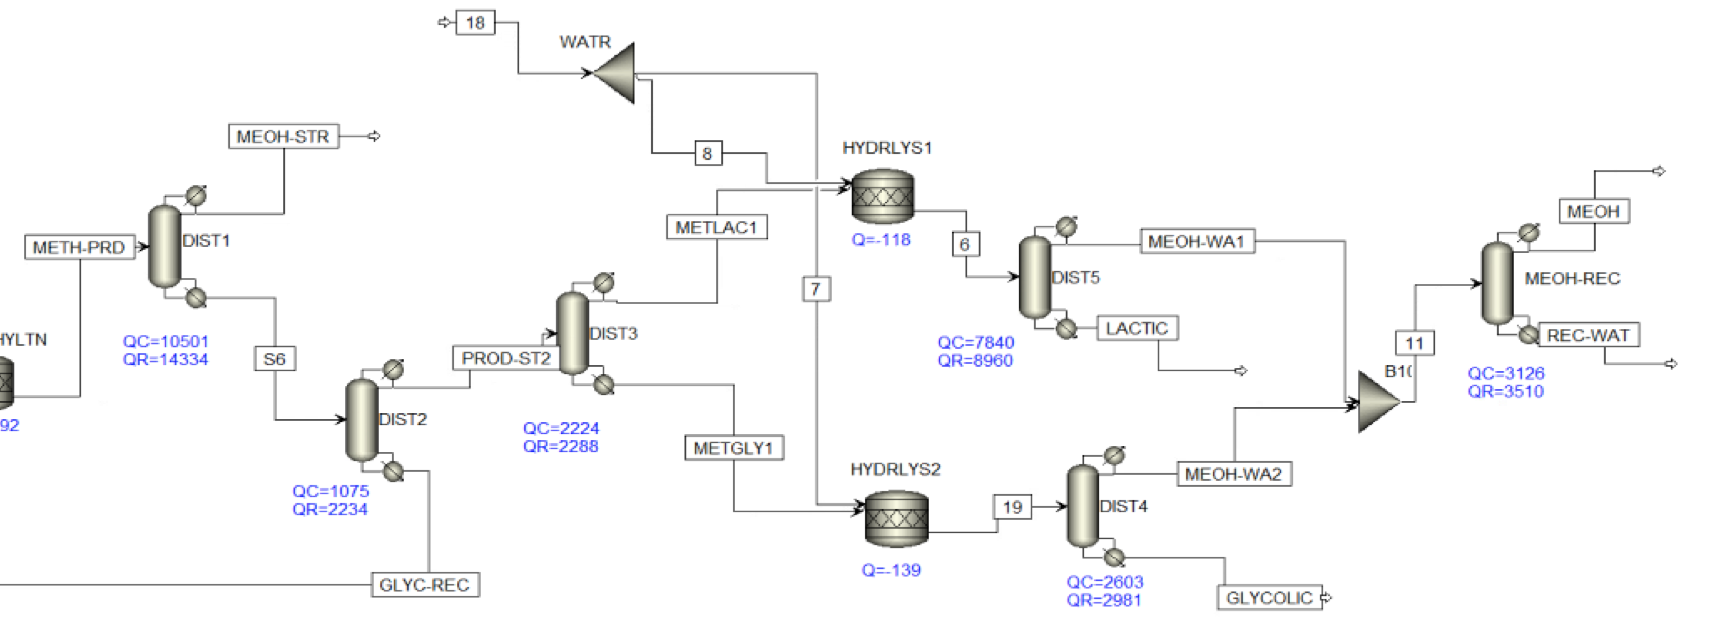 18
WATR
MEOH-STR
8
HYDRLYS1
METH-PRD
DIST1
METLAC1
Q=-118
6
MEOH-WA1
MEOH
DIST5
MEOH-REC
7
LACTIC
REC-WAT
HYLTN
QC=10501
QR=14334
S6
PROD-ST2
DIST3
QC=7840
QR=8960
11
B10
QC=3126
QR=3510
92
DIST2
QC=2224
QR=2288
METGLY1
HYDRLYS2
MEOH-WA2
QC=1075
QR=2234
19
DIST4
Q=-139
GLYC-REC
QC=2603
QR=2981
GLYCOLIC